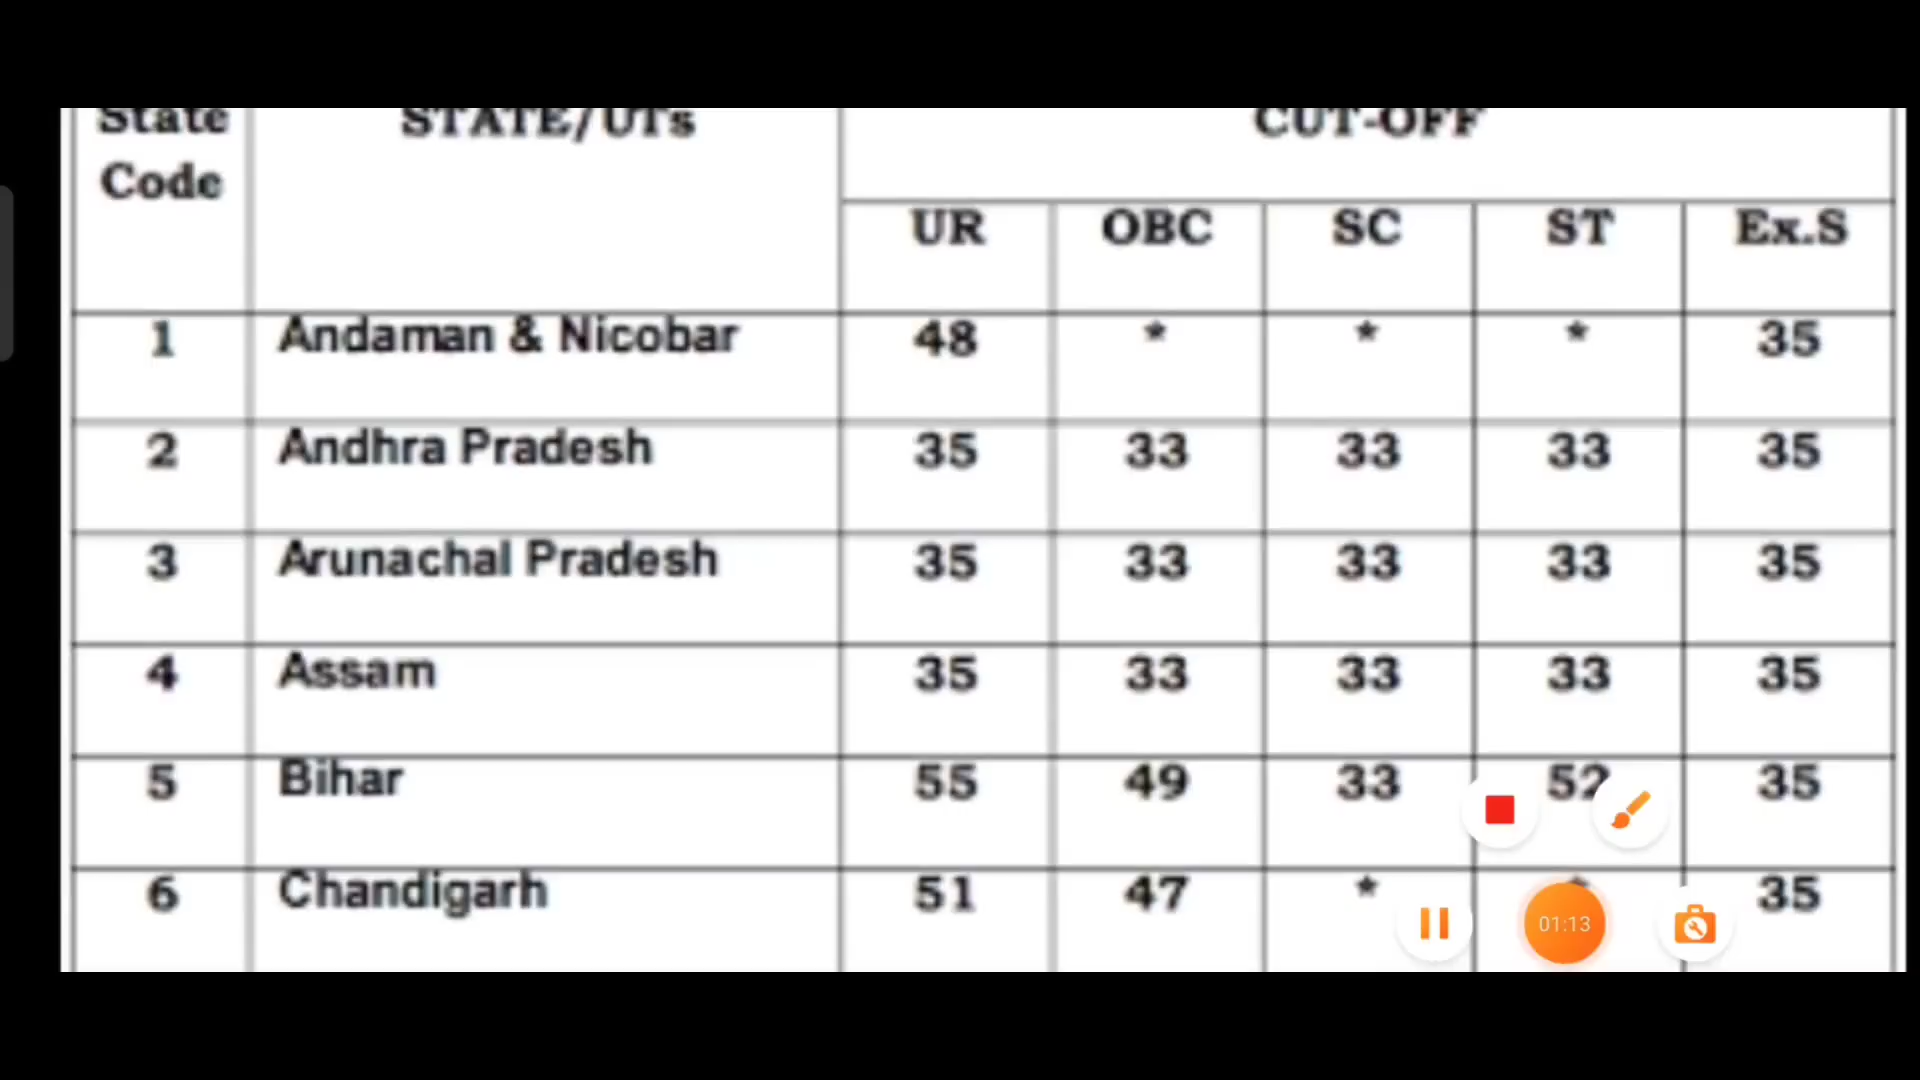 State Code STATE/UTs CUT-OFF
UR OBC SC ST Ex.S
1 Andaman & Nicobar 48 * * * 35
2 Andhra Pradesh 35 33 33 33 35
3 Arunachal Pradesh 35 33 33 33 35
4 Assam 35 33 33 33 35
5 Bihar 55 49 33 52 35
6 Chandigarh 51 47 * * 35
01:13